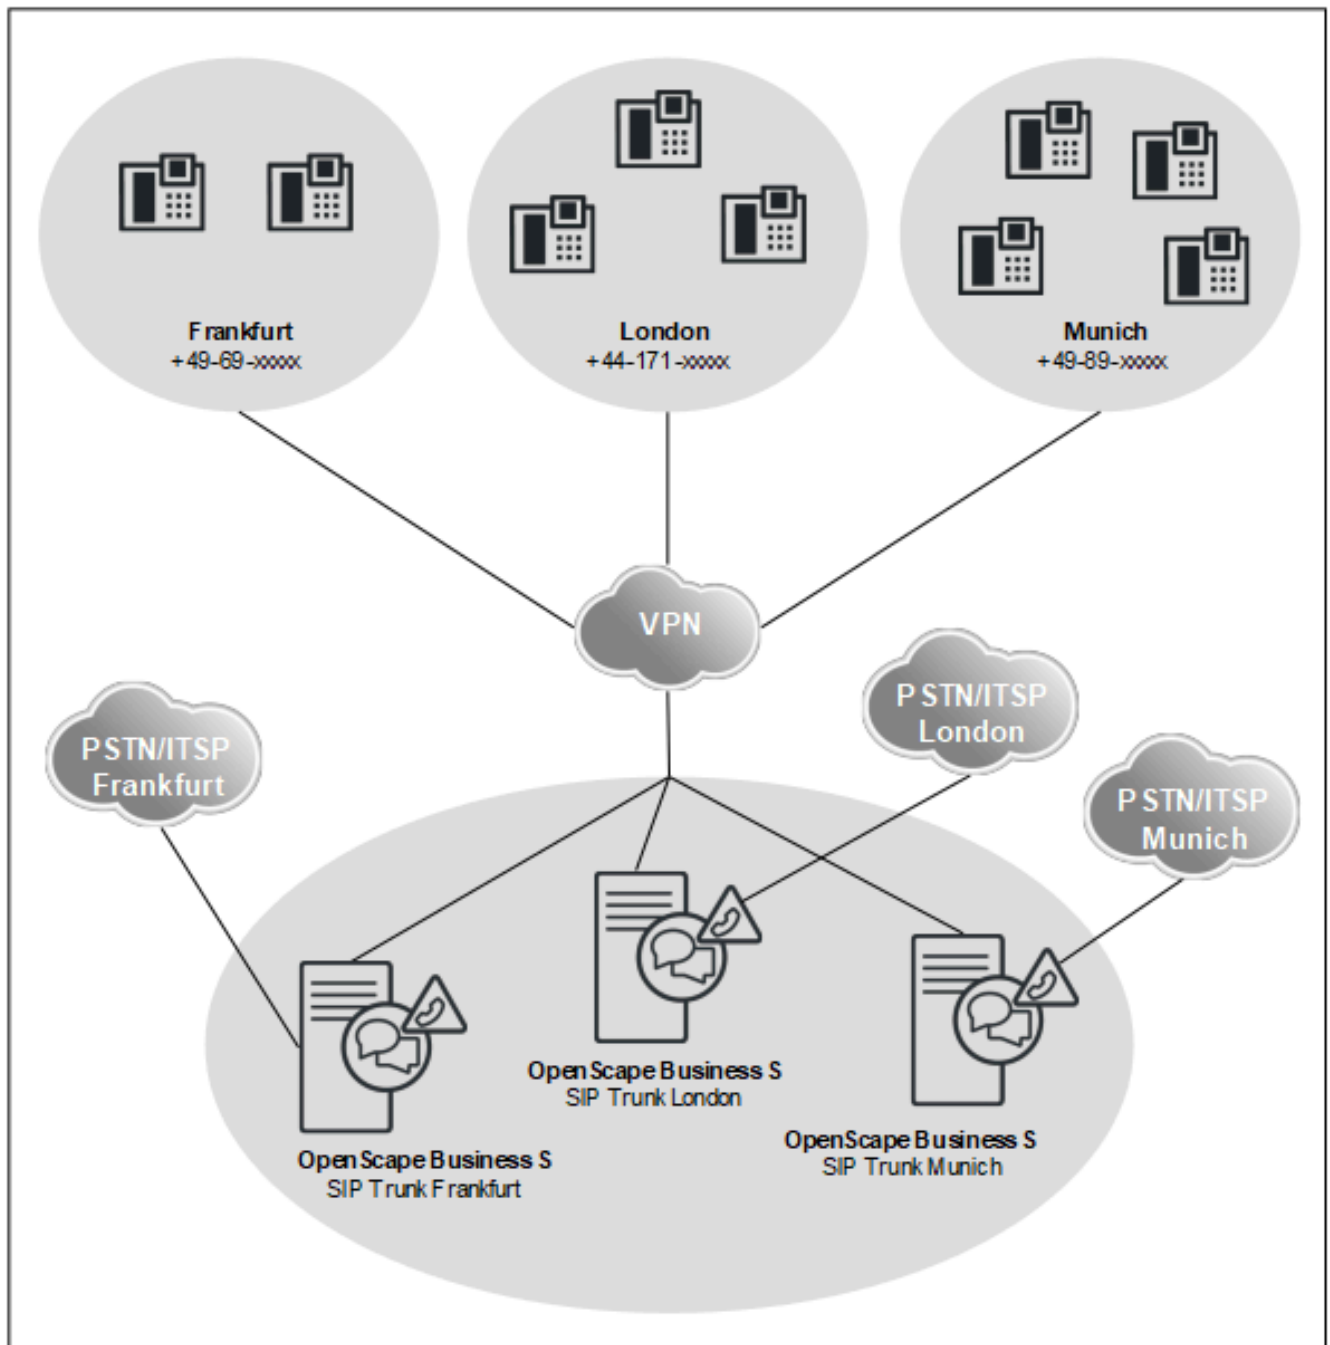 Frankfurt
+49-69-xxxxx
London
+44-171-xxxxx
Munich
+49-89-xxxxx
VPN
PSTN/ITSP
London
PSTN/ITSP
Frankfurt
PSTN/ITSP
Munich
OpenScape Business S
SIP Trunk London
OpenScape Business S
SIP Trunk Munich
OpenScape Business S
SIP Trunk Frankfurt